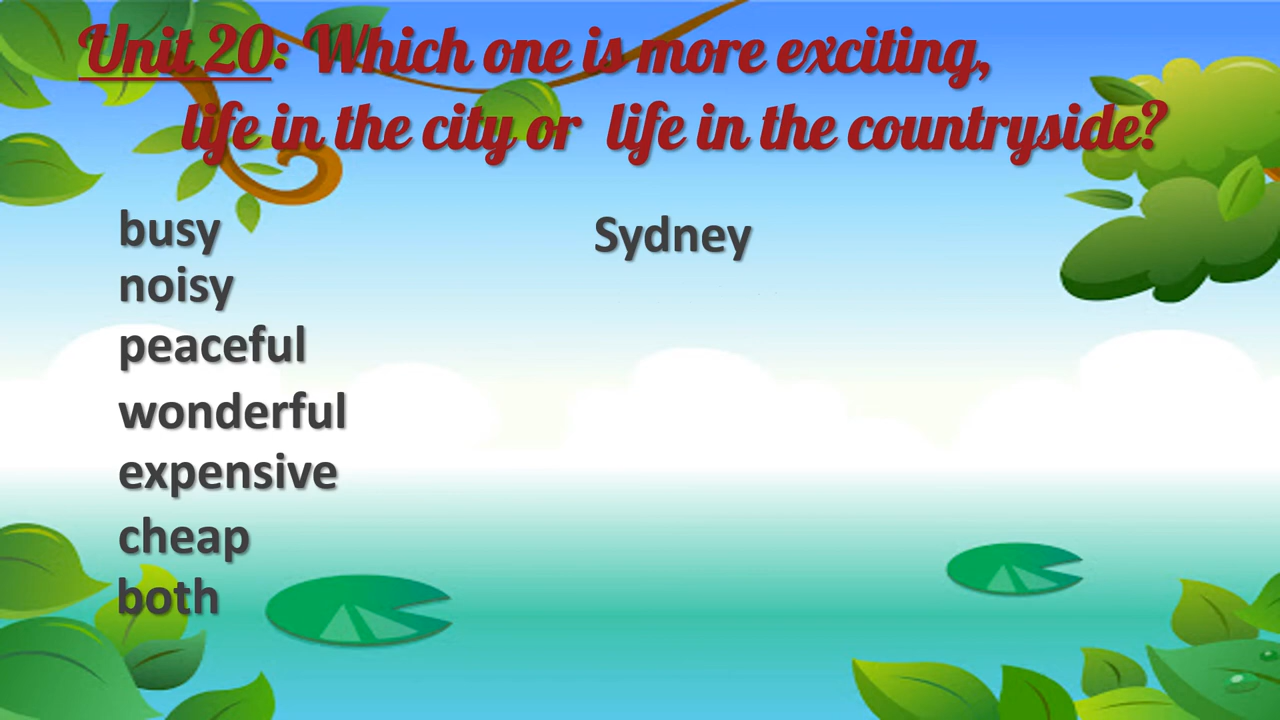 Unit 20: Which one is more exciting,
life in the city or life in the countryside?
busy
noisy
peaceful
wonderful
expensive
cheap
both
Sydney